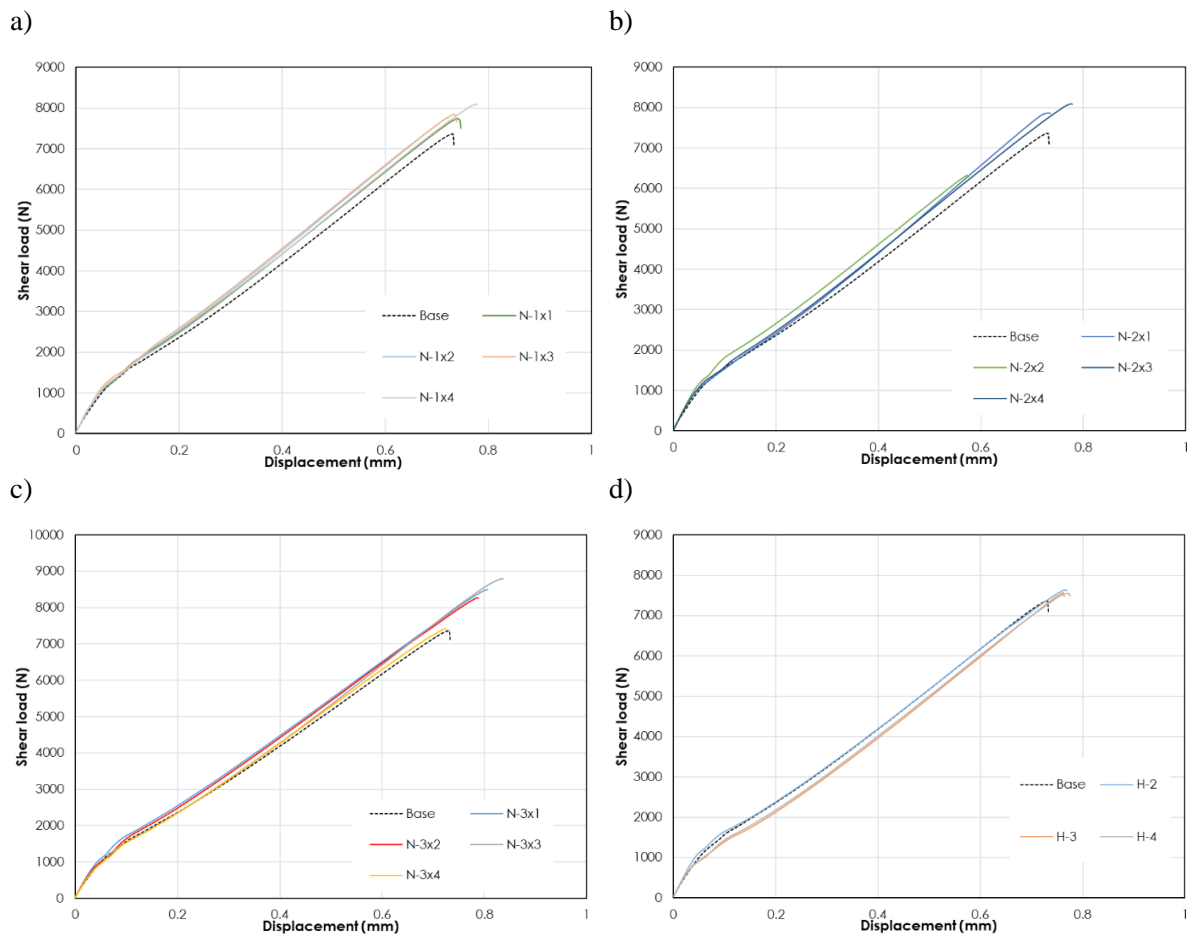 a)
9000
8000
7000
6000
5000
4000
3000
2000
1000
0
Shear load (N)
0 0.2 0.4 0.6 0.8 1
Displacement (mm)
Base N-1x1
N-1x2 N-1x3
N-1x4
b)
9000
8000
7000
6000
5000
4000
3000
2000
1000
0
Shear load (N)
0 0.2 0.4 0.6 0.8 1
Displacement (mm)
Base N-2x1
N-2x2 N-2x3
N-2x4
c)
10000
9000
8000
7000
6000
5000
4000
3000
2000
1000
0
Shear load (N)
0 0.2 0.4 0.6 0.8 1
Displacement (mm)
Base N-3x1
N-3x2 N-3x3
N-3x4
d)
9000
8000
7000
6000
5000
4000
3000
2000
1000
0
Shear load (N)
0 0.2 0.4 0.6 0.8 1
Displacement (mm)
Base H-2
H-3 H-4